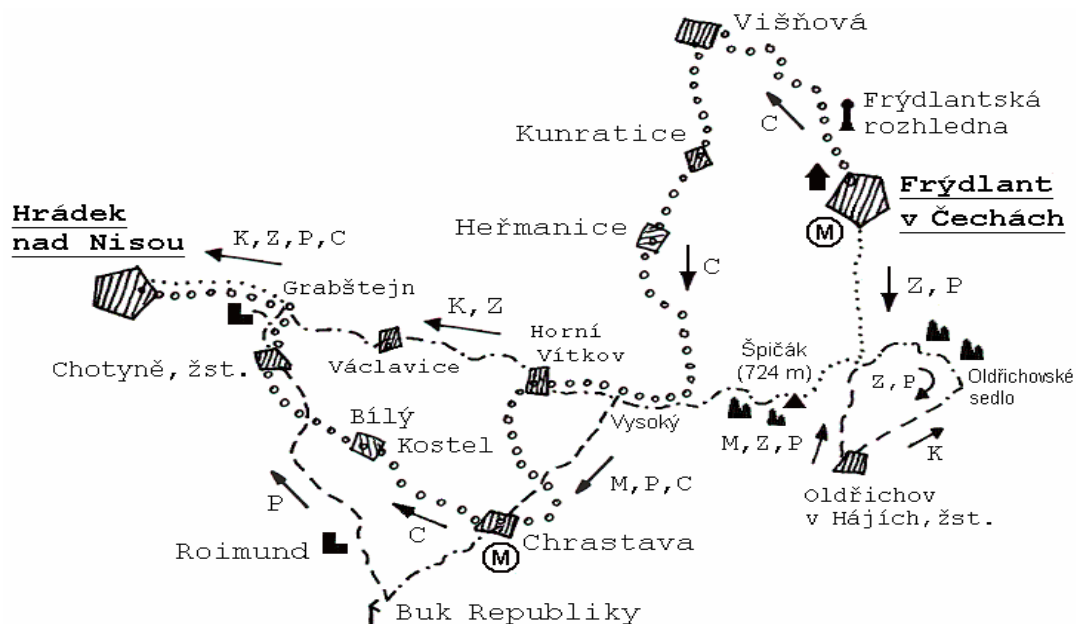 Višňová
Frýdlantská
rozhledna
C
Kunratice
Frýdlant
v Čechách
Hrádek
nad Nisou
M
Heřmanice
K,Z,P,C
C
Z,P
Grabštejn
K,Z
Horní
Vítkov
Špičák
(724 m)
Chotyně,žst.
Václavice
Z,P
Oldřichovské
sedlo
Bílý
Kostel
Vysoký
M,Z,P
K
M,P,C
Oldřichov
v Hájích,žst.
P
C
Roimund
Chrastava
M
Buk Republiky